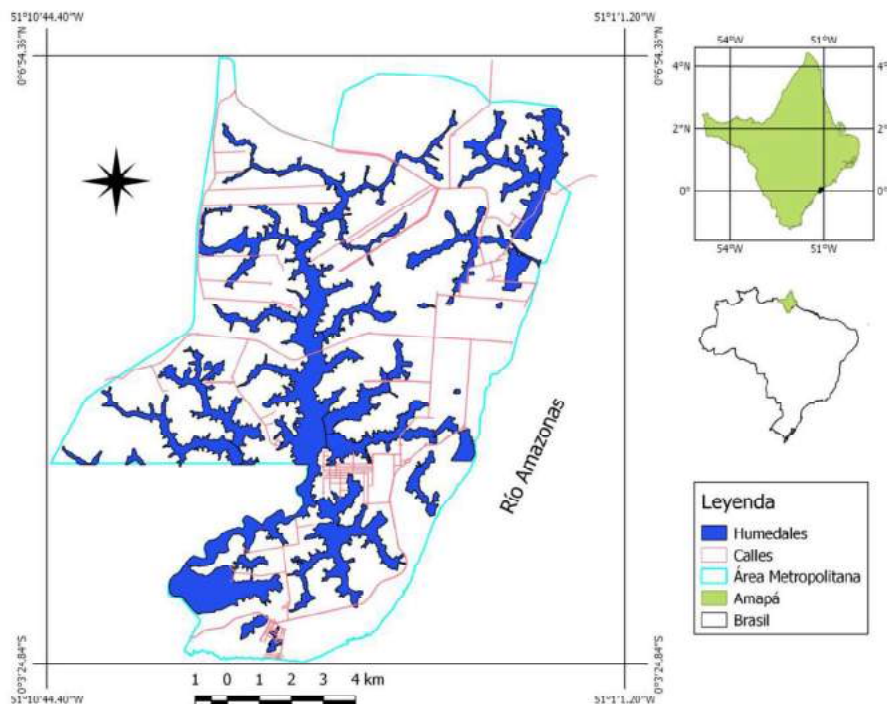 51°10'44.40"W
51°1'1.20"W
0°6'54.36"N
0°6'54.36"N
54°W
51°W
4°N
4°N
2°N
2°N
0°
0°
54°W
51°W
Río Amazonas
Leyenda
Humedales
Calles
Área Metropolitana
Amapá
Brasil
0°3'24.84"S
0°3'24.84"S
1 0 1 2 3 4 km
51°10'44.40"W
51°1'1.20"W